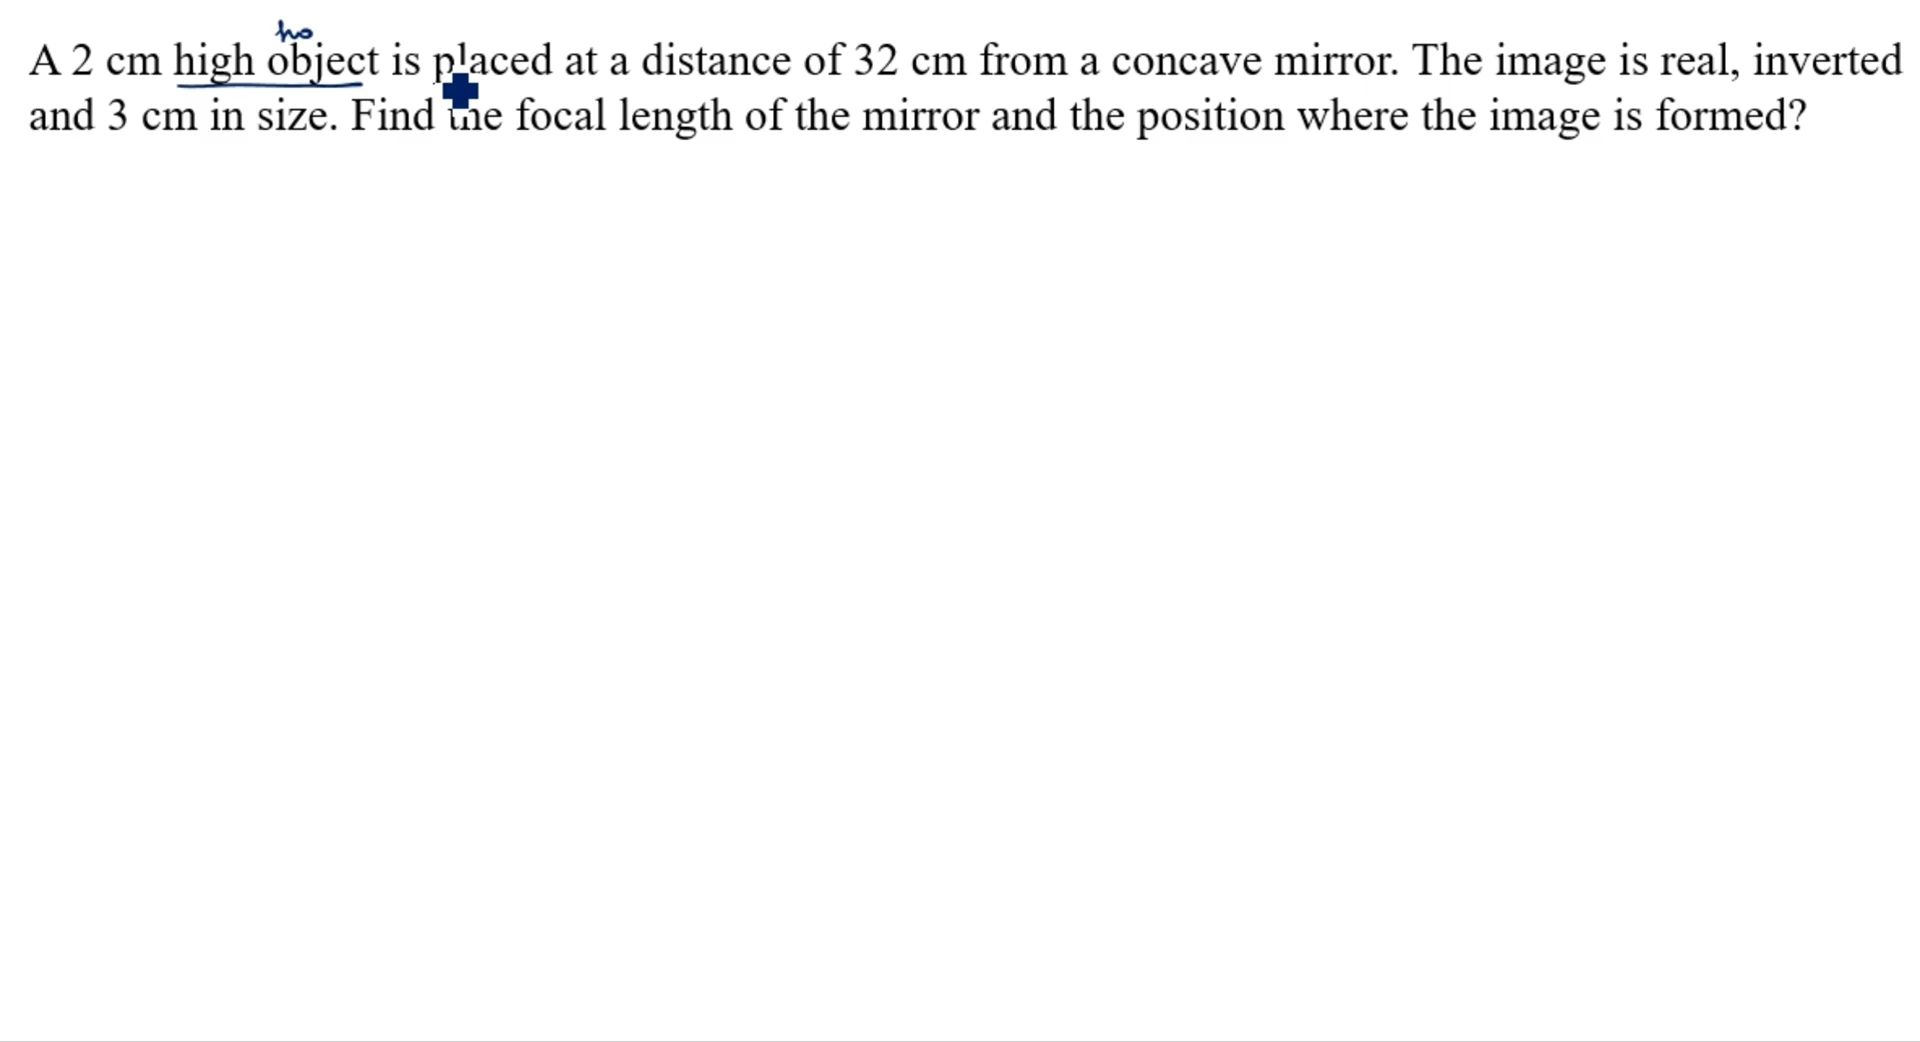 ho
A 2 cm high object is placed at a distance of 32 cm from a concave mirror. The image is real, inverted
and 3 cm in size. Find the focal length of the mirror and the position where the image is formed?